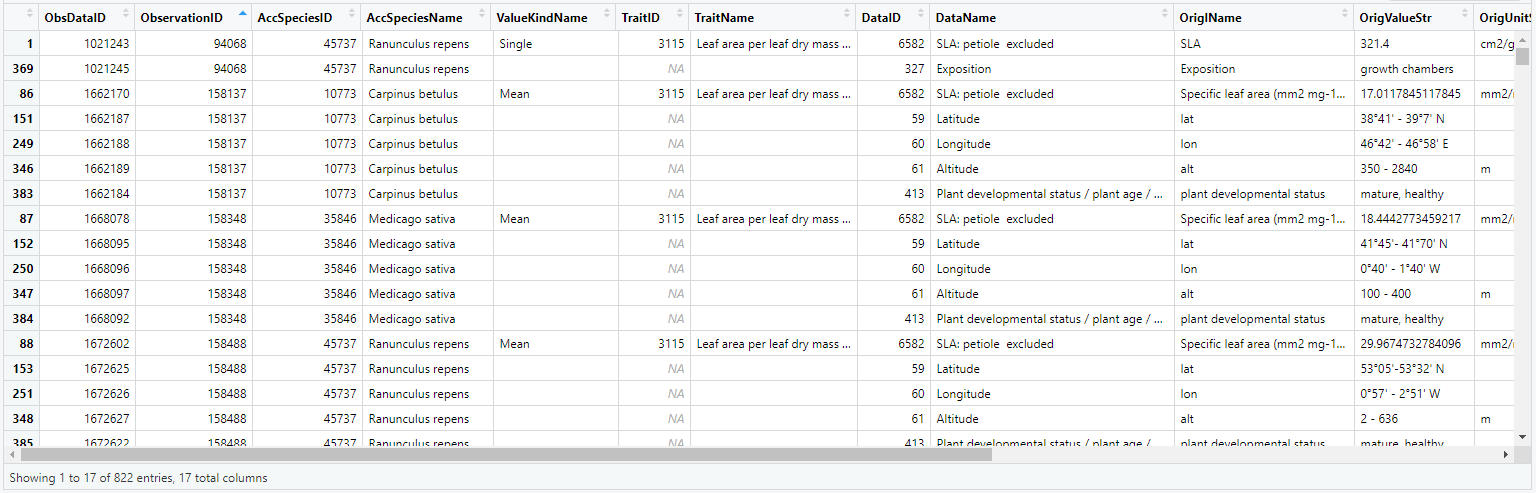 ObsDataID ObservationID AccSpeciesID AccSpeciesName ValueKindName TraitID TraitName DataID DataName OriglName OrigValueStr OrigUnitS
1 1021243 94068 45737 Ranunculus repens Single 3115 Leaf area per leaf dry mass ... 6582 SLA: petiole excluded SLA 321.4 cm2/g
369 1021245 94068 45737 Ranunculus repens NA 327 Exposition Exposition growth chambers
86 1662170 158137 10773 Carpinus betulus Mean 3115 Leaf area per leaf dry mass ... 6582 SLA: petiole excluded Specific leaf area (mm2 mg-1... 17.0117845117845 mm2/
151 1662187 158137 10773 Carpinus betulus NA 59 Latitude lat 38°41' - 39°7' N
249 1662188 158137 10773 Carpinus betulus NA 60 Longitude lon 46°42' - 46°58' E
346 1662189 158137 10773 Carpinus betulus NA 61 Altitude alt 350 - 2840 m
383 1662184 158137 10773 Carpinus betulus NA 413 Plant developmental status / plant age / ... plant developmental status mature, healthy
87 1668078 158348 35846 Medicago sativa Mean 3115 Leaf area per leaf dry mass ... 6582 SLA: petiole excluded Specific leaf area (mm2 mg-1... 18.4442773459217 mm2/
152 1668095 158348 35846 Medicago sativa NA 59 Latitude lat 41°45'- 41°70' N
250 1668096 158348 35846 Medicago sativa NA 60 Longitude lon 0°40' - 1°40' W
347 1668097 158348 35846 Medicago sativa NA 61 Altitude alt 100 - 400 m
384 1668092 158348 35846 Medicago sativa NA 413 Plant developmental status / plant age / ... plant developmental status mature, healthy
88 1672602 158488 45737 Ranunculus repens Mean 3115 Leaf area per leaf dry mass ... 6582 SLA: petiole excluded Specific leaf area (mm2 mg-1... 29.9674732784096 mm2/
153 1672625 158488 45737 Ranunculus repens NA 59 Latitude lat 53°05'-53°32' N
251 1672626 158488 45737 Ranunculus repens NA 60 Longitude lon 0°57' - 2°51' W
348 1672627 158488 45737 Ranunculus repens NA 61 Altitude alt 2 - 636 m
385 1672622 158488 45737 Ranunculus repens NA 413 Plant developmental status / plant age / ... plant developmental status mature, healthy
Showing 1 to 17 of 822 entries, 17 total columns